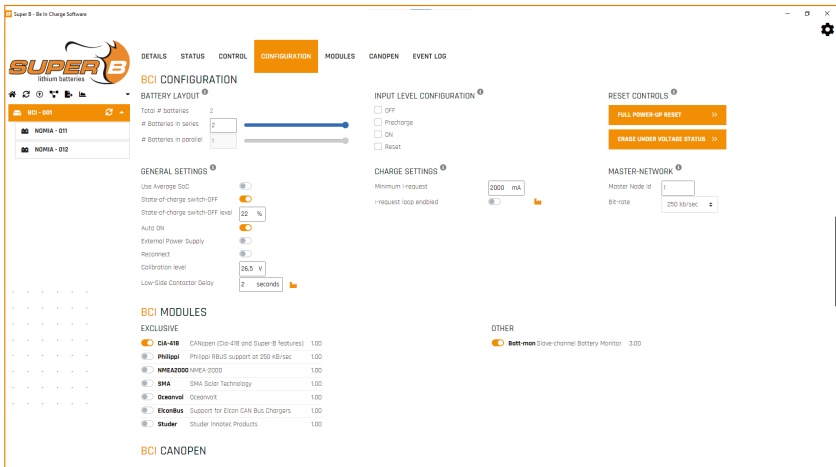 Super B - Be In Charge Software
SUPER B
lithium batteries
DETAILS STATUS CONTROL CONFIGURATION MODULES CANOPEN EVENT LOG
BCI - 001
NOMIA - 011
NOMIA - 012
BCI CONFIGURATION
BATTERY LAYOUT
Total # batteries 2
# Batteries in series 2
# Batteries in parallel 1
INPUT LEVEL CONFIGURATION
OFF
Precharge
ON
Reset
RESET CONTROLS
FULL POWER-UP RESET >>
ERASE UNDER VOLTAGE STATUS >>
GENERAL SETTINGS
Use Average SoC
State-of-charge switch-OFF
State-of-charge switch-OFF level 22 %
Auto ON
External Power Supply
Reconnect
Calibration level 26,5 V
Low-Side Contactor Delay 2 seconds
CHARGE SETTINGS
Minimum I-request 2000 mA
I-request loop enabled
MASTER-NETWORK
Master Node Id 1
Bit-rate 250 kb/sec
BCI MODULES
EXCLUSIVE
CiA-418 CANopen (Cia-418 and Super-B features) 1.00
Philippi Philippi RBUS support at 250 KB/sec 1.00
NMEA2000 NMEA-2000 1.00
SMA SMA Solar Technology 1.00
Oceanvol Oceanvolt 1.00
ElconBus Support for Elcon CAN Bus Chargers 1.00
Studer Studer Innotec Products 1.00
OTHER
Batt-mon Slave-channel Battery Monitor 3.00
BCI CANOPEN